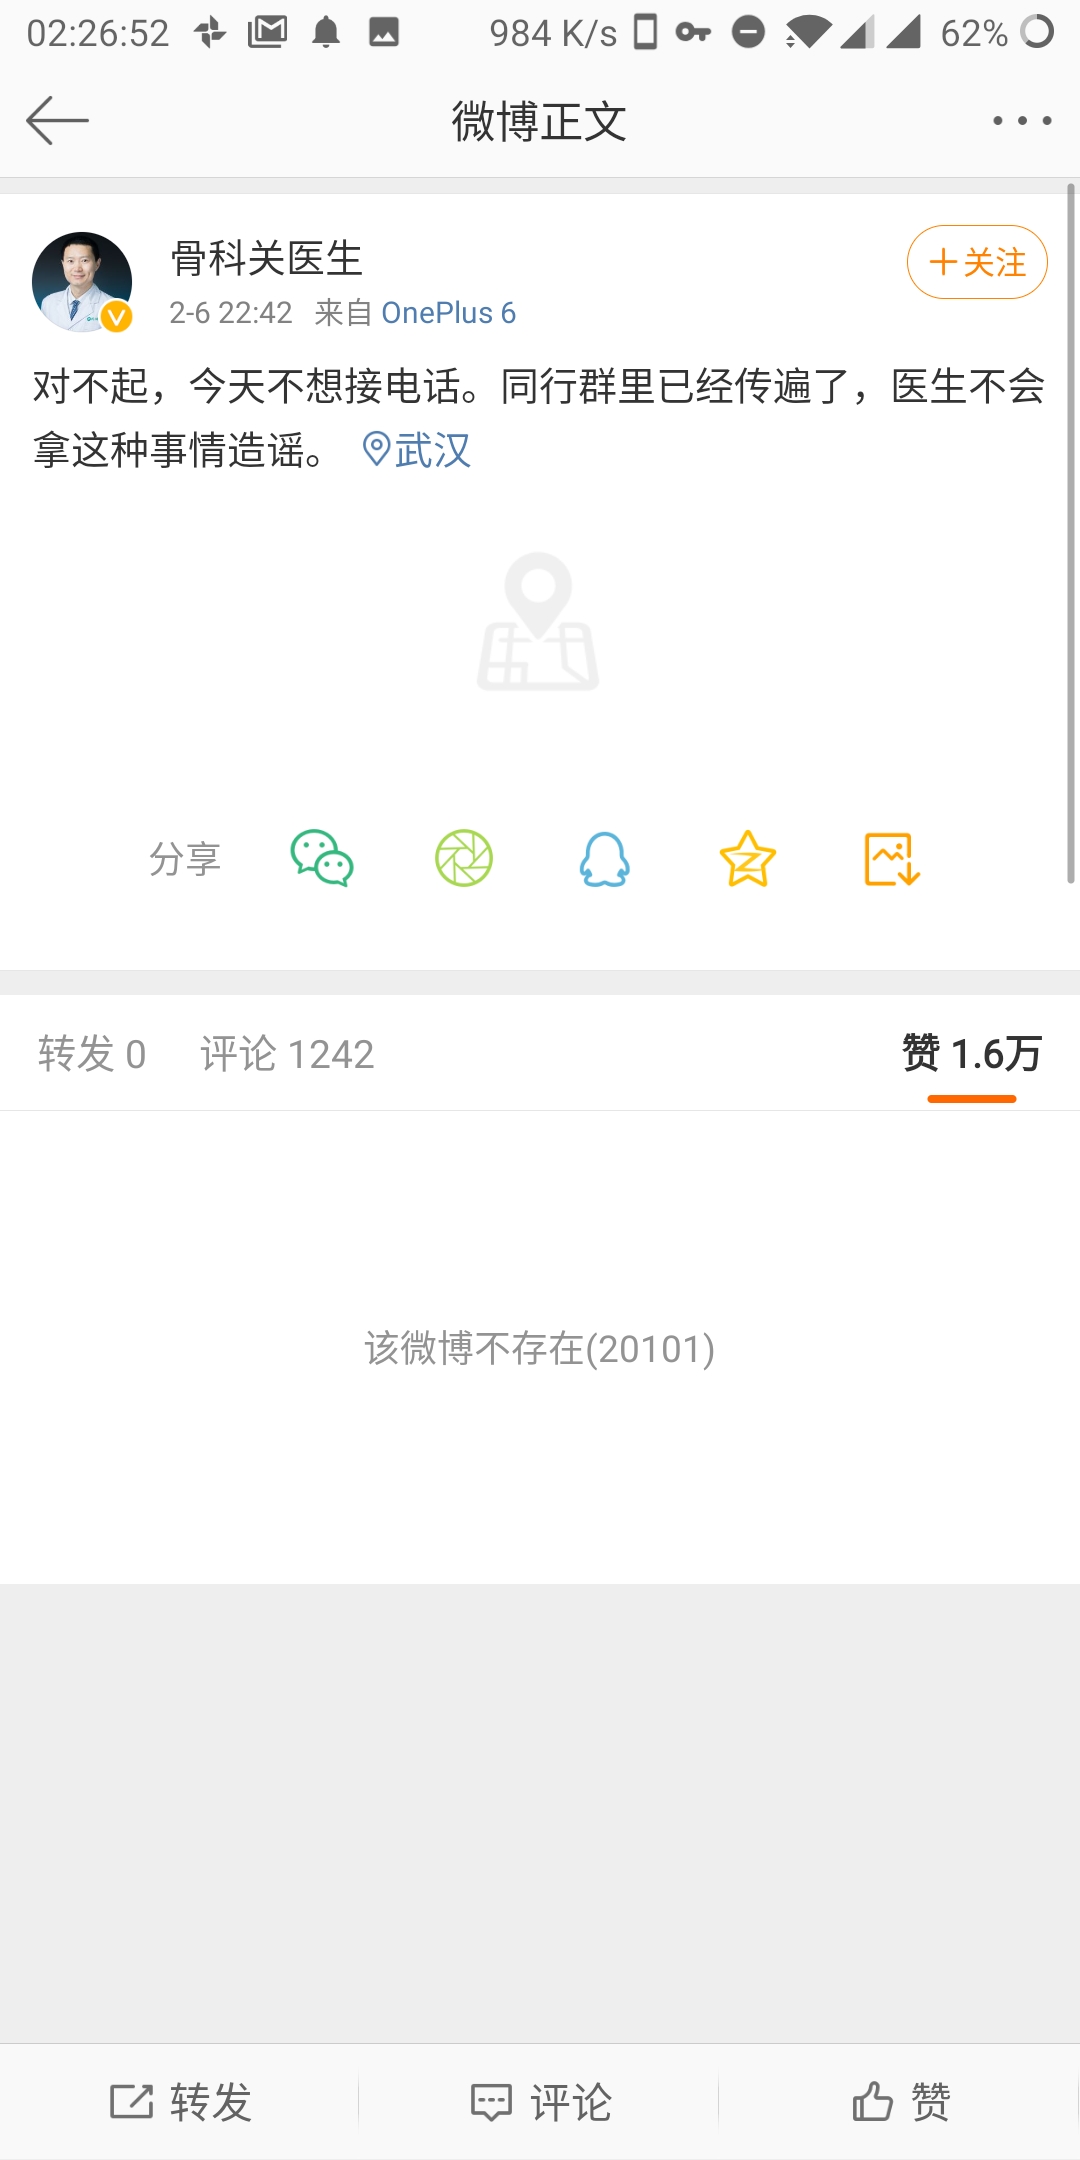 02:26:52 984 K/s 62%
微博正文
骨科关医生
+关注
2-6 22:42 来自 OnePlus 6
对不起，今天不想接电话。同行群里已经传遍了，医生不会
拿这种事情造谣。 武汉
分享
转发 0 评论 1242 赞 1.6万
该微博不存在(20101)
转发 评论 赞